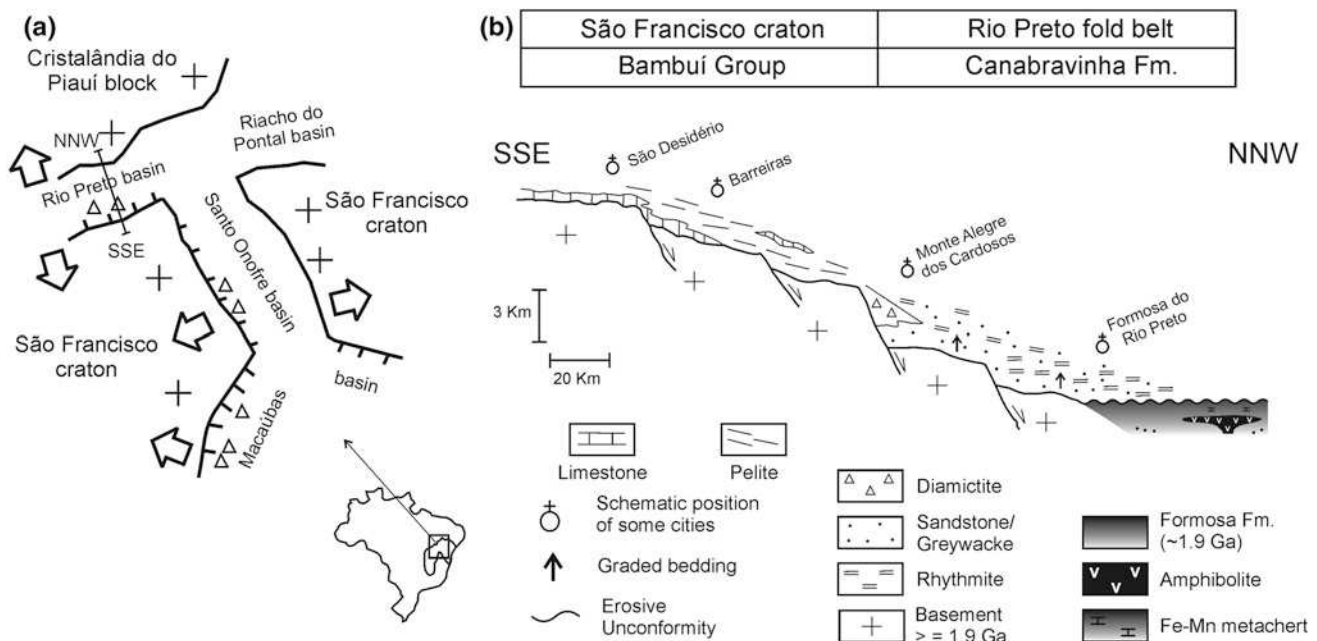 (a)
Cristalândia do
Piauí block
NNW
Riacho do
Pontal basin
Rio Preto basin
SSE
Santo Onofre basin
São Francisco
craton
São Francisco
craton
basin
Macaúbas
(b)
São Francisco craton
Rio Preto fold belt
Bambuí Group
Canabravinha Fm.
SSE
NNW
São Desidério
Barreiras
Monte Alegre
dos Cardosos
Formosa do
Rio Preto
3 Km
20 Km
Limestone
Pelite
Schematic position
of some cities
Graded bedding
Erosive
Unconformity
Diamictite
Sandstone/
Greywacke
Rhythmite
Basement
> = 1.9 Ga
Formosa Fm.
(~1.9 Ga)
Amphibolite
Fe-Mn metachert